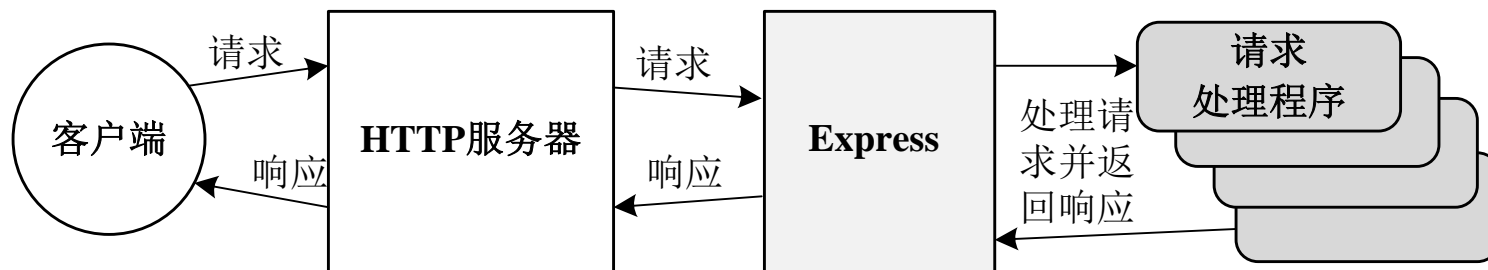 请求
响应
客户端
HTTP服务器
请求
响应
Express
处理请
求并返
回响应
请求
处理程序